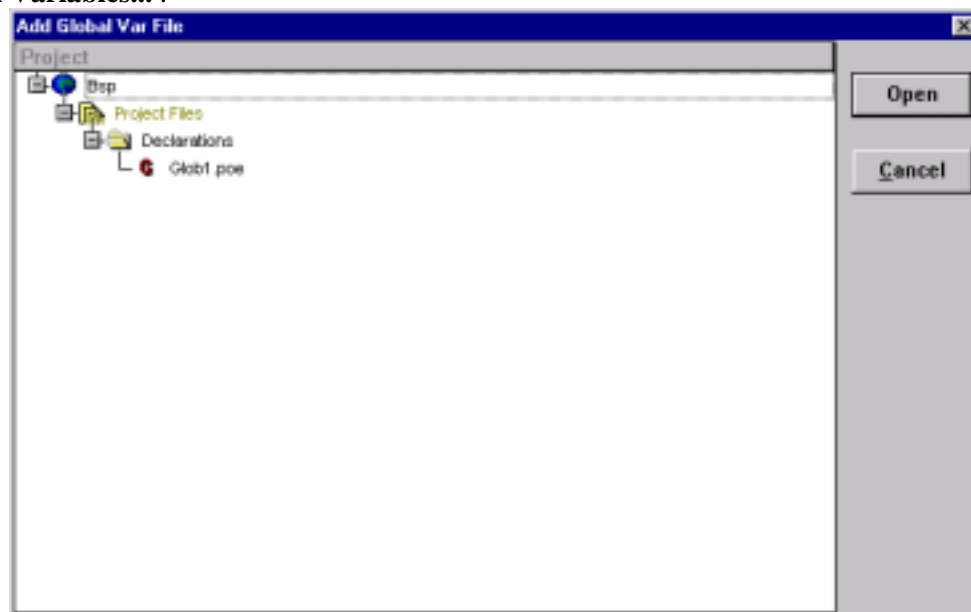 Variables... .
Add Global Var File
Project
Bsp
Open
Project Files
Declarations
Glob1.poe
Cancel